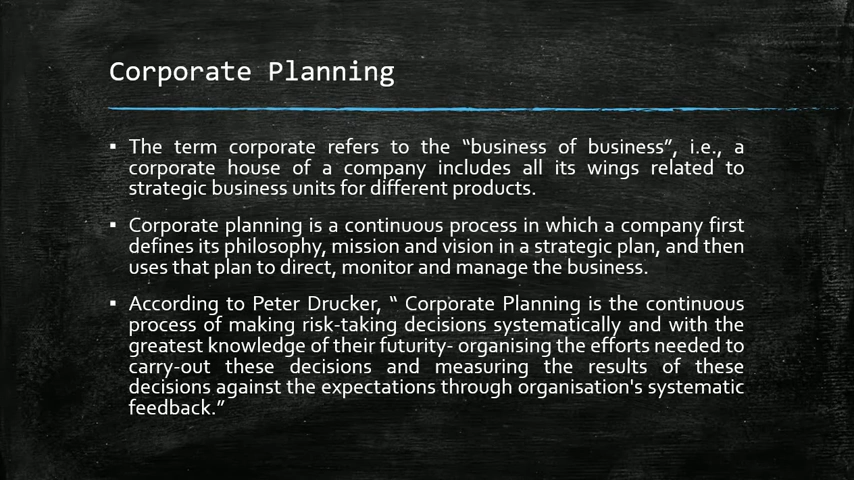 Corporate Planning
▪ The term corporate refers to the “business of business”, i.e., a
corporate house of a company includes all its wings related to
strategic business units for different products.
▪ Corporate planning is a continuous process in which a company first
defines its philosophy, mission and vision in a strategic plan, and then
uses that plan to direct, monitor and manage the business.
▪ According to Peter Drucker, “ Corporate Planning is the continuous
process of making risk-taking decisions systematically and with the
greatest knowledge of their futurity- organising the efforts needed to
carry-out these decisions and measuring the results of these
decisions against the expectations through organisation's systematic
feedback.”